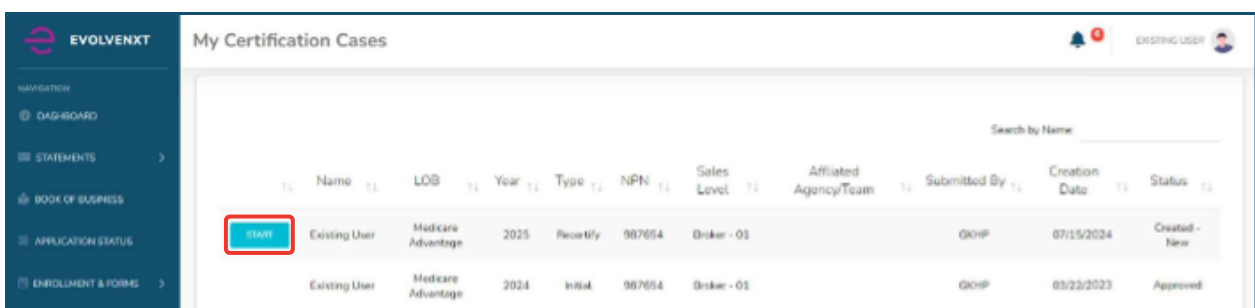 EVOLVENXT
My Certification Cases
EXISTING USER
NAVIGATION
DASHBOARD
STATEMENTS
BOOK OF BUSINESS
APPLICATION STATUS
ENROLLMENT & FORMS
Search by Name:
Name LOB Year Type NPN Sales Level Affliated Agency/Team Submitted By Creation Date Status
START Existing User Medicare Advantage 2025 Recertify 987654 Broker - 01 GKHP 07/15/2024 Created - New
Existing User Medicare Advantage 2024 Initial 987654 Broker - 01 GKHP 03/22/2023 Approved